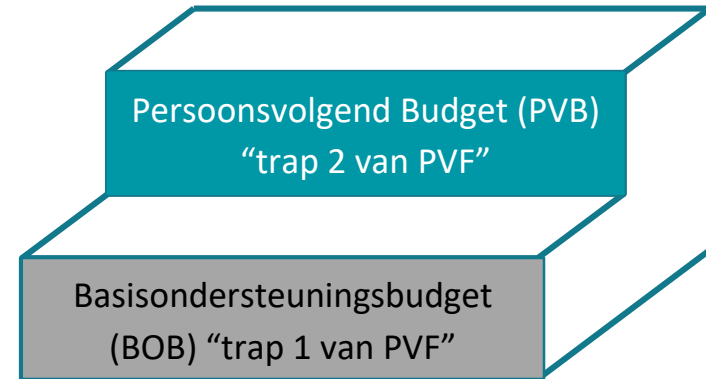 Persoonsvolgend Budget (PVB)
“trap 2 van PVF”
Basisondersteuningsbudget
(BOB) “trap 1 van PVF”